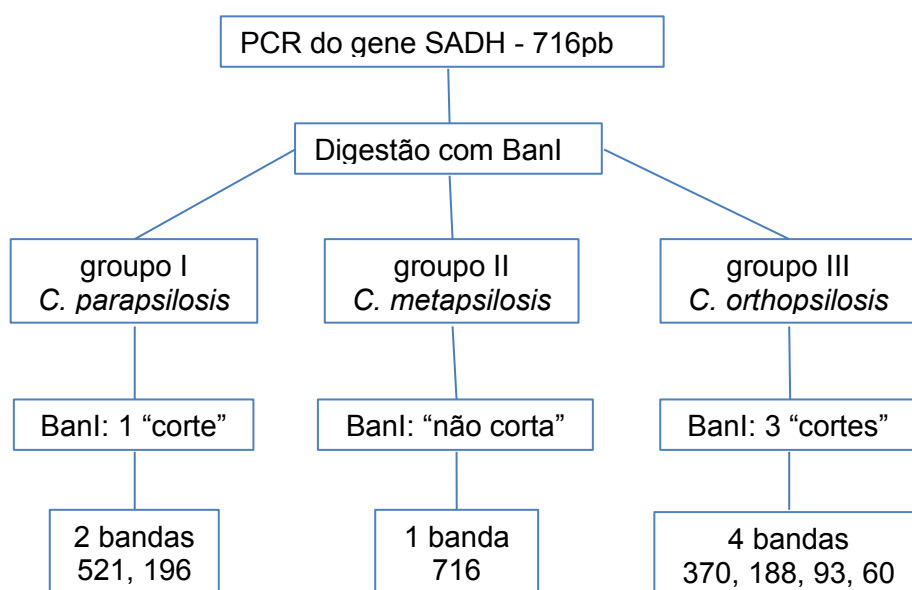 PCR do gene SADH - 716pb
Digestão com BanI
groupo I
C. parapsilosis
groupo II
C. metapsilosis
groupo III
C. orthopsilosis
BanI: 1 “corte”
BanI: “não corta”
BanI: 3 “cortes”
2 bandas
521, 196
1 banda
716
4 bandas
370, 188, 93, 60